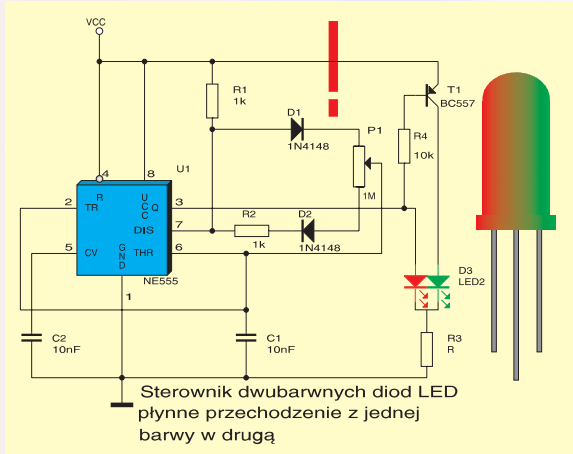 VCC
R1
1k
D1
1N4148
P1
1M
T1
BC557
R4
10k
U1
4
8
R
U
C
C
2
TR
Q
3
DIS
7
R2
1k
D2
1N4148
5
CV
G
N
D
THR
6
NE555
1
D3
LED2
C2
10nF
C1
10nF
R3
R
Sterownik dwubarwnych diod LED
płynne przechodzenie z jednej
barwy w drugą